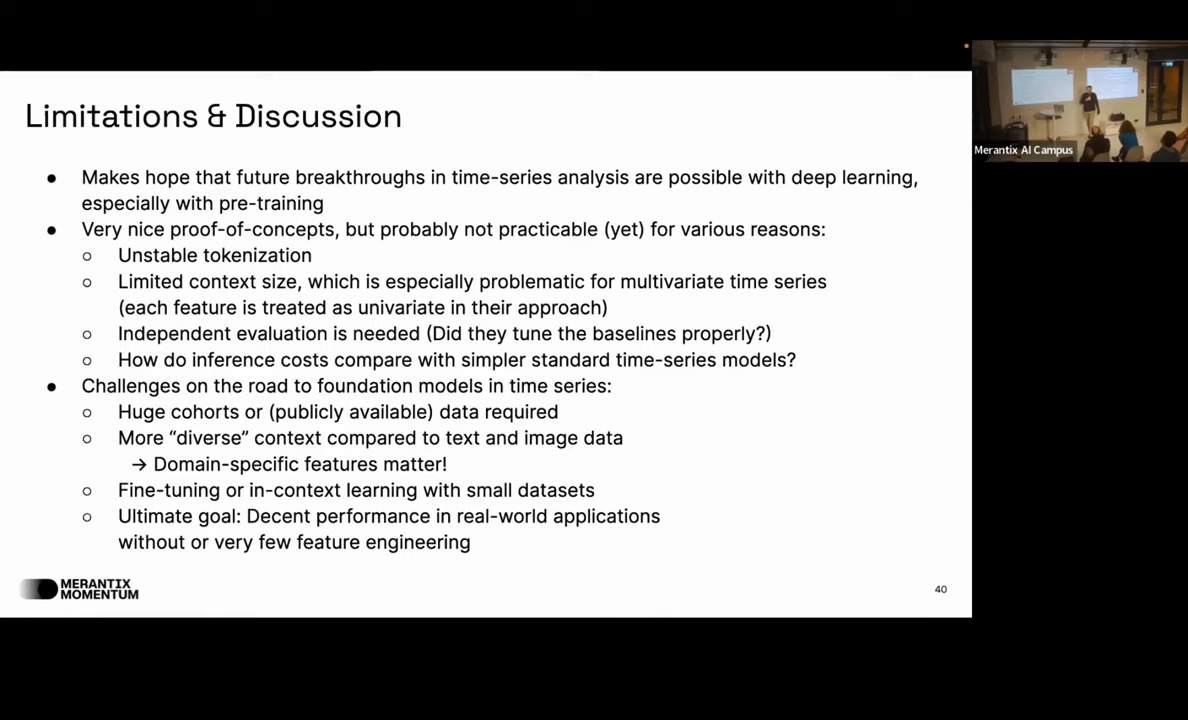 Limitations & Discussion
● Makes hope that future breakthroughs in time-series analysis are possible with deep learning,
especially with pre-training
● Very nice proof-of-concepts, but probably not practicable (yet) for various reasons:
○ Unstable tokenization
○ Limited context size, which is especially problematic for multivariate time series
(each feature is treated as univariate in their approach)
○ Independent evaluation is needed (Did they tune the baselines properly?)
○ How do inference costs compare with simpler standard time-series models?
● Challenges on the road to foundation models in time series:
○ Huge cohorts or (publicly available) data required
○ More “diverse” context compared to text and image data
→ Domain-specific features matter!
○ Fine-tuning or in-context learning with small datasets
○ Ultimate goal: Decent performance in real-world applications
without or very few feature engineering
MERANTIX
MOMENTUM
40
Merantix AI Campus